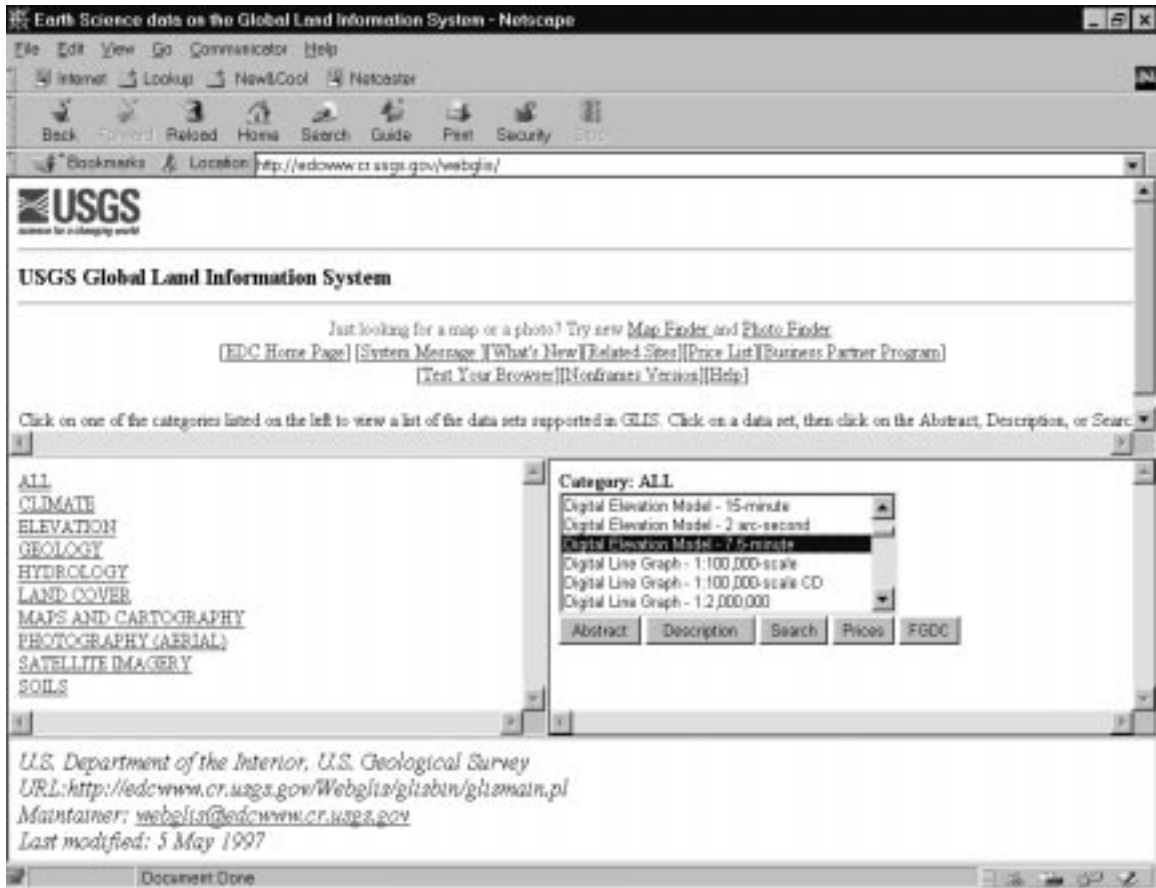 Earth Science data on the Global Land Information System - Netscape
File Edit View Go Communicator Help
Internet Lookup New&Cool Netcaster
Back Forward Reload Home Search Guide Print Security Stop
Bookmarks Location: http://edcwww.cr.usgs.gov/webglis/
USGS
science for a changing world
USGS Global Land Information System
Just looking for a map or a photo? Try new Map Finder and Photo Finder
[EDC Home Page] [System Message ][What's New][Related Sites][Price List][Business Partner Program]
[Test Your Browser][Nonframes Version][Help]
Click on one of the categories listed on the left to view a list of the data sets supported in GLIS. Click on a data set, then click on the Abstract, Description, or Searc
ALL
CLIMATE
ELEVATION
GEOLOGY
HYDROLOGY
LAND COVER
MAPS AND CARTOGRAPHY
PHOTOGRAPHY (AERIAL)
SATELLITE IMAGERY
SOILS
Category: ALL
Digital Elevation Model - 15-minute
Digital Elevation Model - 2 arc-second
Digital Elevation Model - 7.5-minute
Digital Line Graph - 1:100,000-scale
Digital Line Graph - 1:100,000-scale CD
Digital Line Graph - 1:2,000,000
Abstract Description Search Prices FGDC
U.S. Department of the Interior, U.S. Geological Survey
URL:http://edcwww.cr.usgs.gov/Webglis/glisbin/glismain.pl
Maintainer: webglis@edcwww.cr.usgs.gov
Last modified: 5 May 1997
Document Done